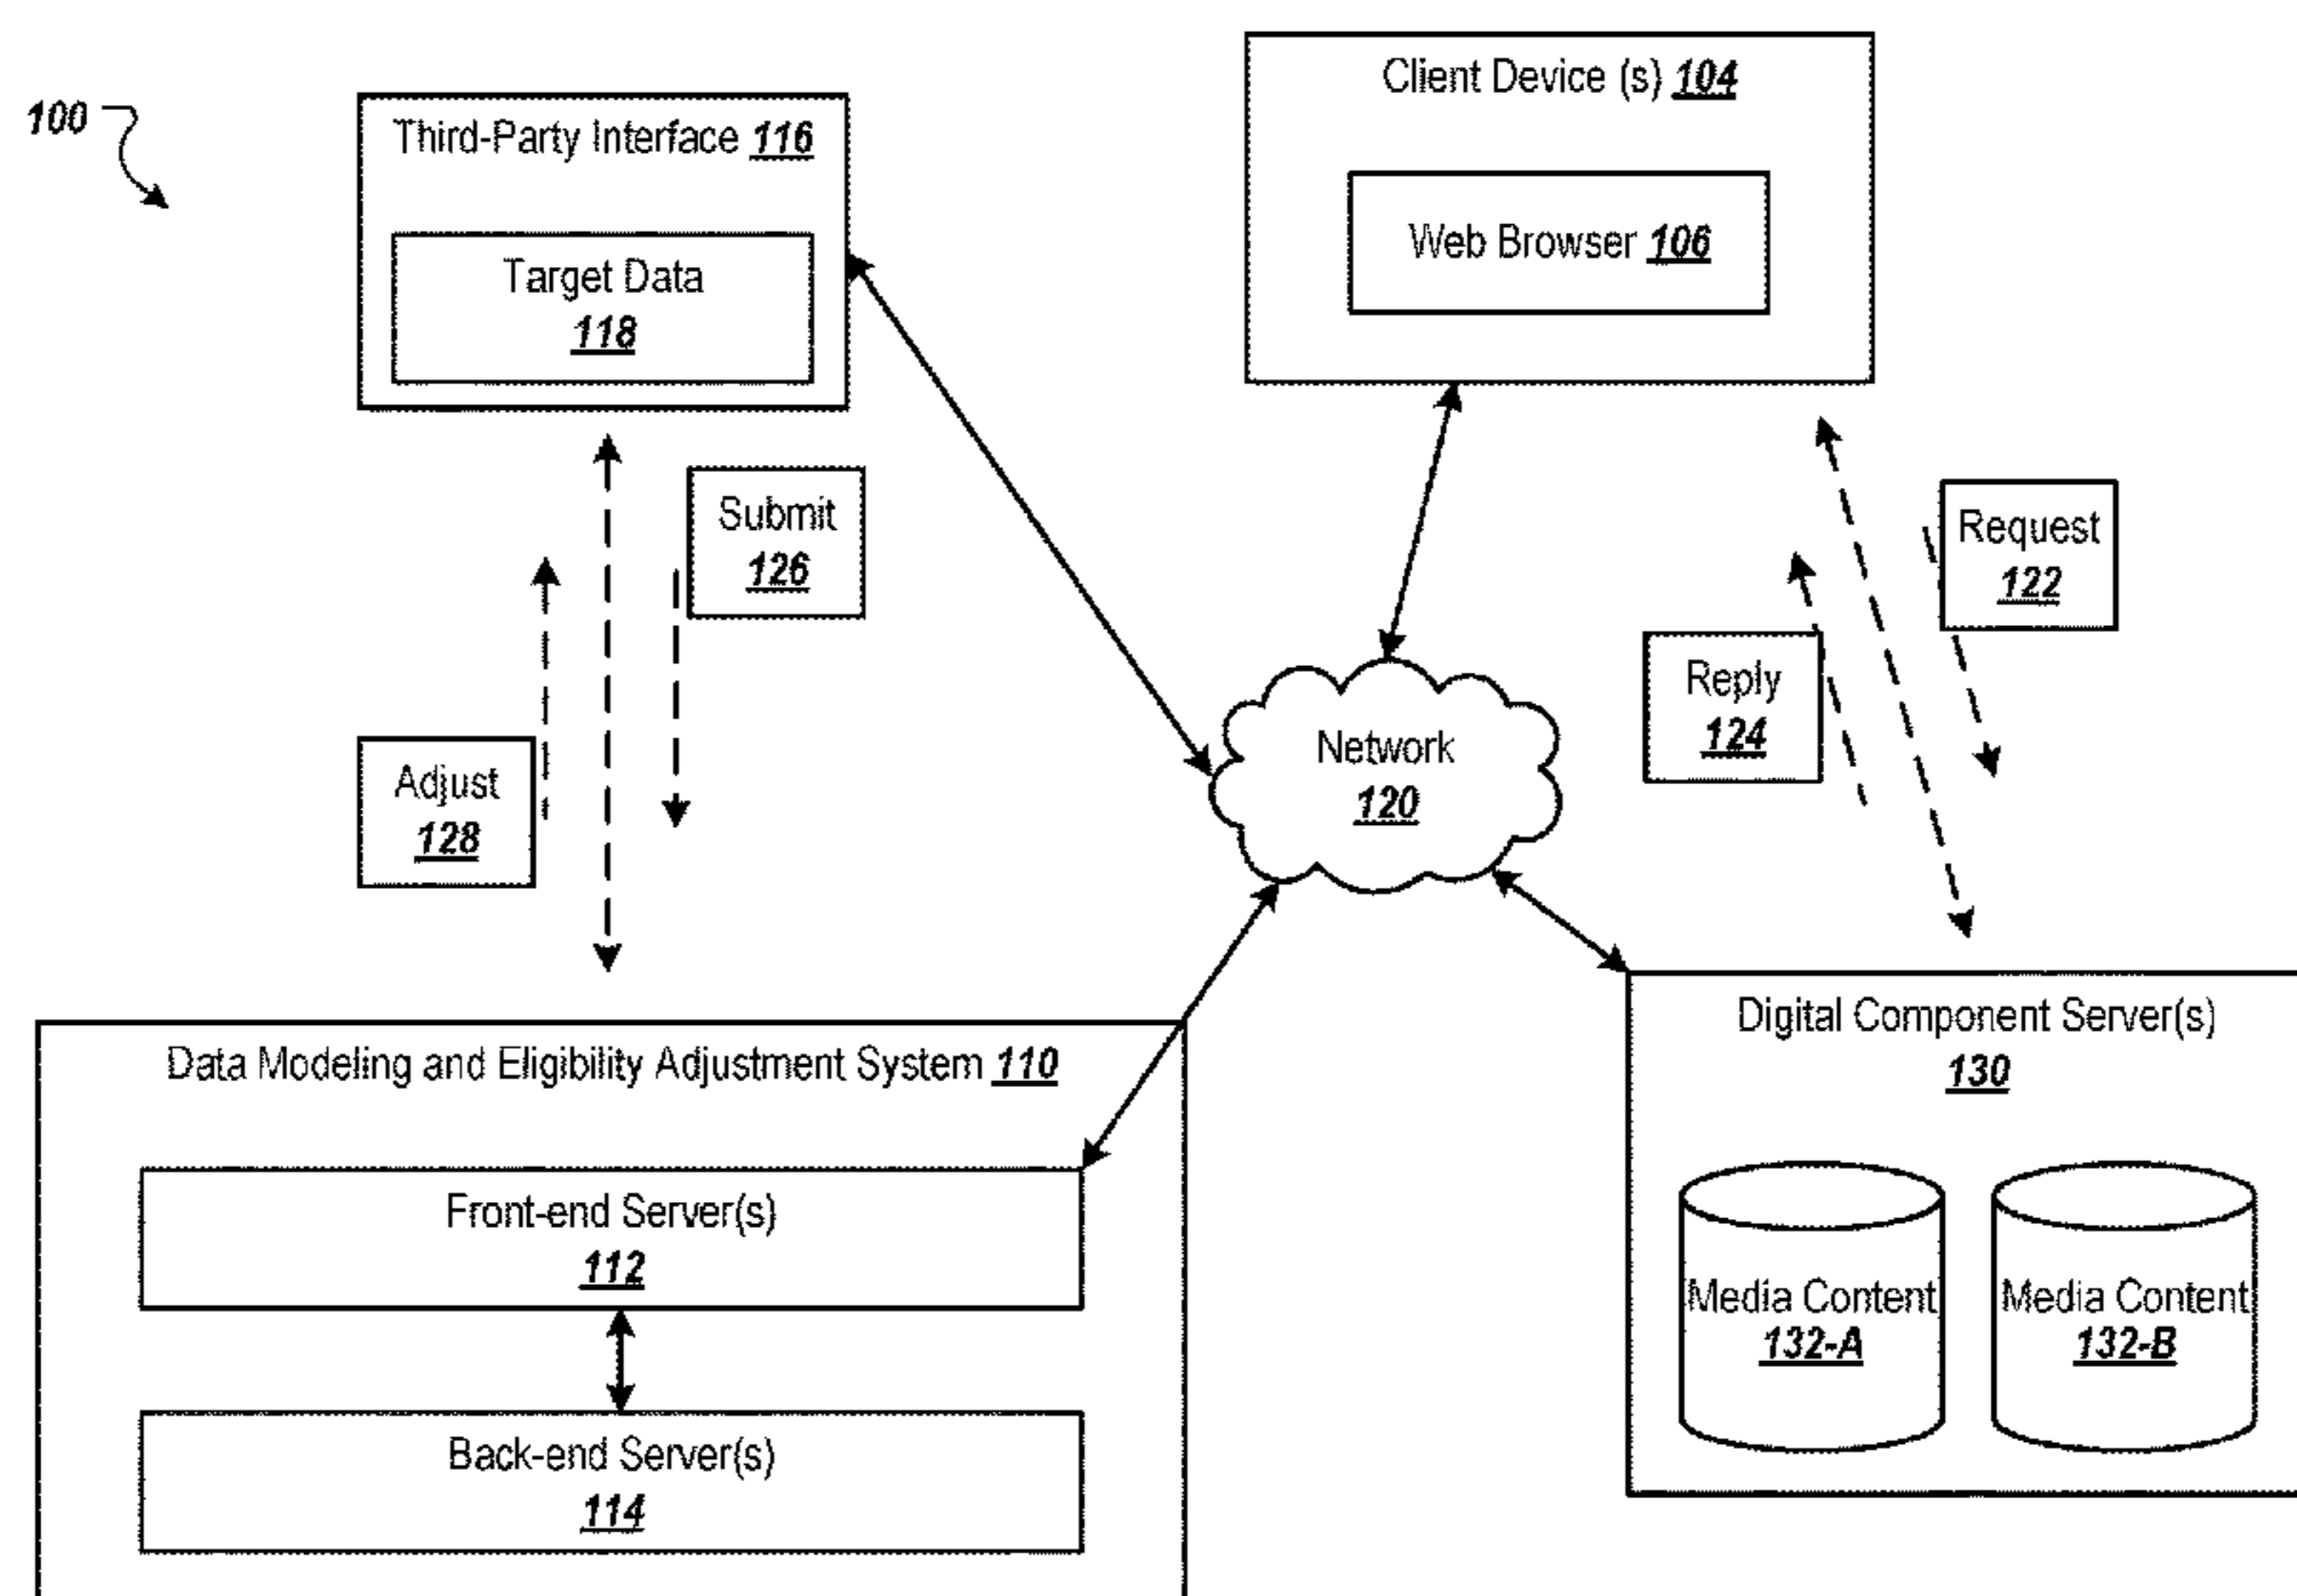 100
Third-Party Interface 116
Target Data
118
Client Device (s) 104
Web Browser 106
Submit
126
Adjust
128
Request
122
Reply
124
Network
120
Data Modeling and Eligibility Adjustment System 110
Front-end Server(s)
112
Back-end Server(s)
114
Digital Component Server(s)
130
Media Content
132-A
Media Content
132-B